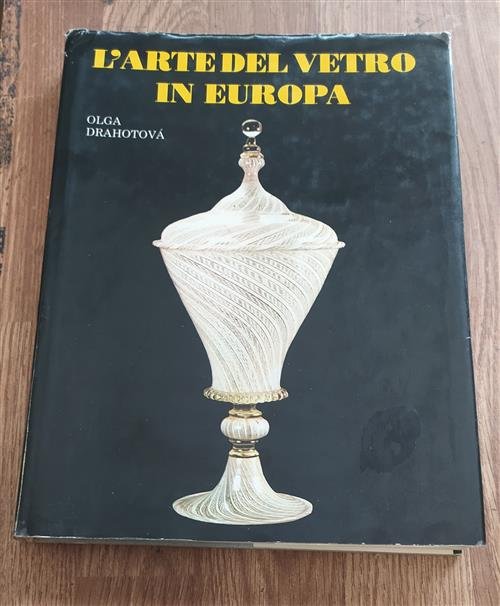 L'ARTE DEL VETRO
IN EUROPA
OLGA
DRAHOTOVÁ